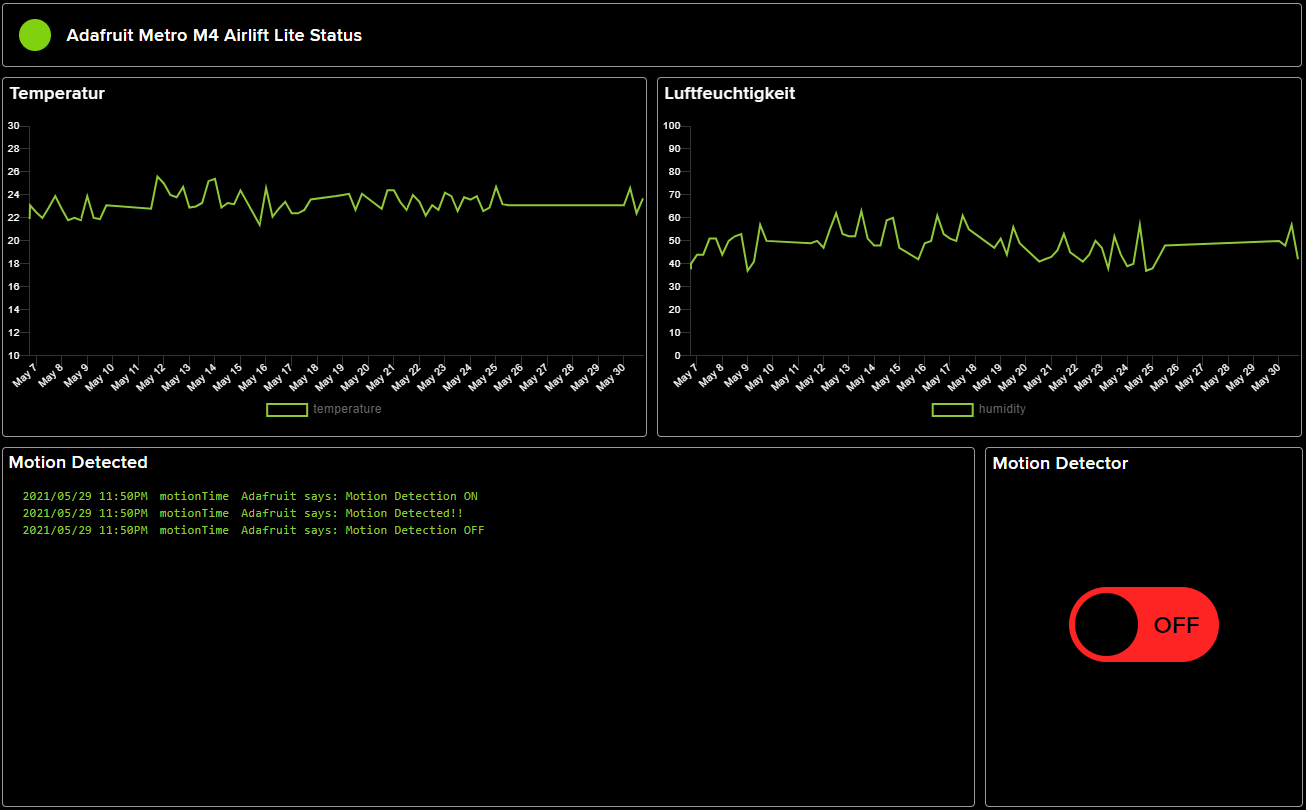 Adafruit Metro M4 Airlift Lite Status
Temperatur
30
28
26
24
22
20
18
16
14
12
10
May 7 May 8 May 9 May 10 May 11 May 12 May 13 May 14 May 15 May 16 May 17 May 18 May 19 May 20 May 21 May 22 May 23 May 24 May 25 May 26 May 27 May 28 May 29 May 30
temperature
Luftfeuchtigkeit
100
90
80
70
60
50
40
30
20
10
0
May 7 May 8 May 9 May 10 May 11 May 12 May 13 May 14 May 15 May 16 May 17 May 18 May 19 May 20 May 21 May 22 May 23 May 24 May 25 May 26 May 27 May 28 May 29 May 30
humidity
Motion Detected
2021/05/29 11:50PM motionTime Adafruit says: Motion Detection ON
2021/05/29 11:50PM motionTime Adafruit says: Motion Detected!!
2021/05/29 11:50PM motionTime Adafruit says: Motion Detection OFF
Motion Detector
OFF